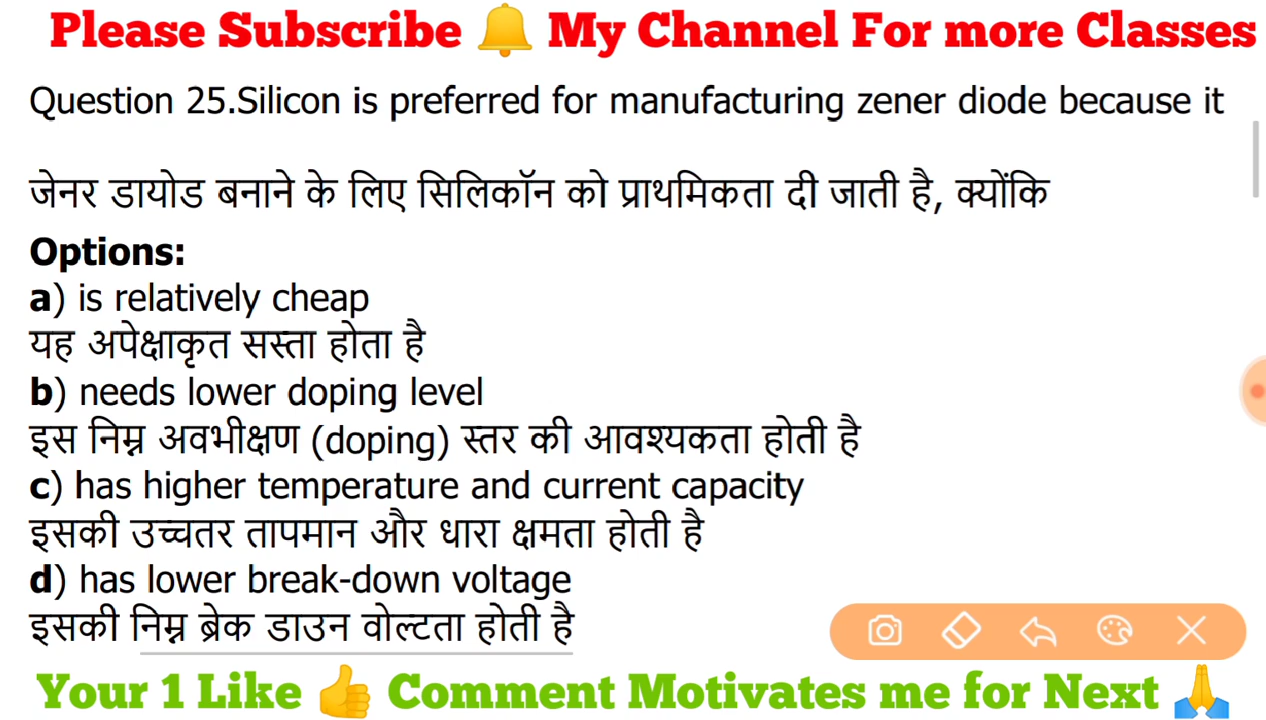 Please Subscribe 🔔 My Channel For more Classes
Question 25.Silicon is preferred for manufacturing zener diode because it
जेनर डायोड बनाने के लिए सिलिकॉन को प्राथमिकता दी जाती है, क्योंकि
Options:
a) is relatively cheap
यह अपेक्षाकृत सस्ता होता है
b) needs lower doping level
इस निम्न अवभीक्षण (doping) स्तर की आवश्यकता होती है
c) has higher temperature and current capacity
इसकी उच्चतर तापमान और धारा क्षमता होती है
d) has lower break-down voltage
इसकी निम्न ब्रेक डाउन वोल्टता होती है
Your 1 Like 👍 Comment Motivates me for Next 🙏